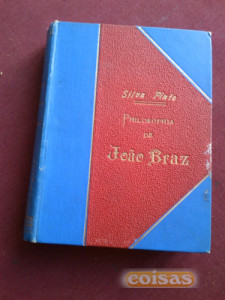 Silva Pinto
PHILOSOPHIA
DE
João Braz
coisas